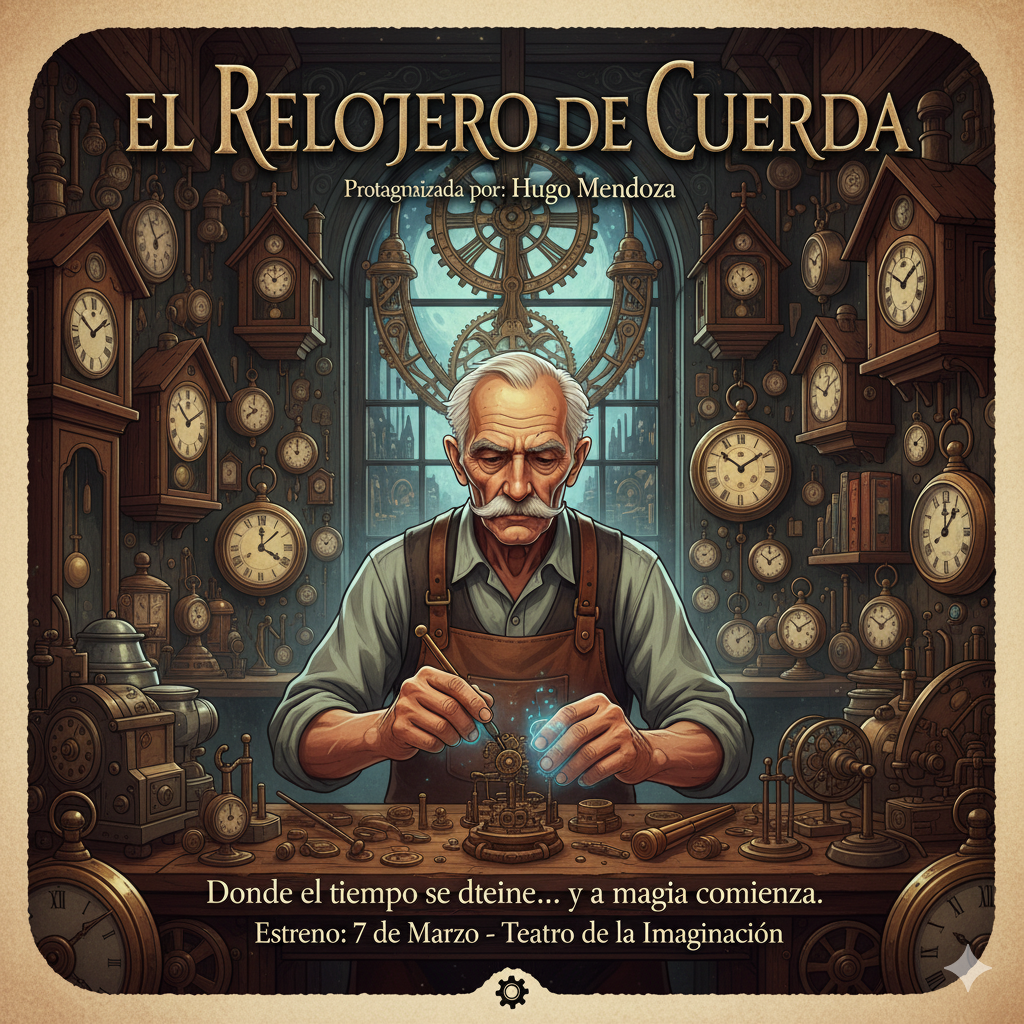 EL RELOJERO DE CUERDA
Protagnaizada por: Hugo Mendoza
Donde el tiempo se dteine... y a magia comienza.
Estreno: 7 de Marzo - Teatro de la Imaginación